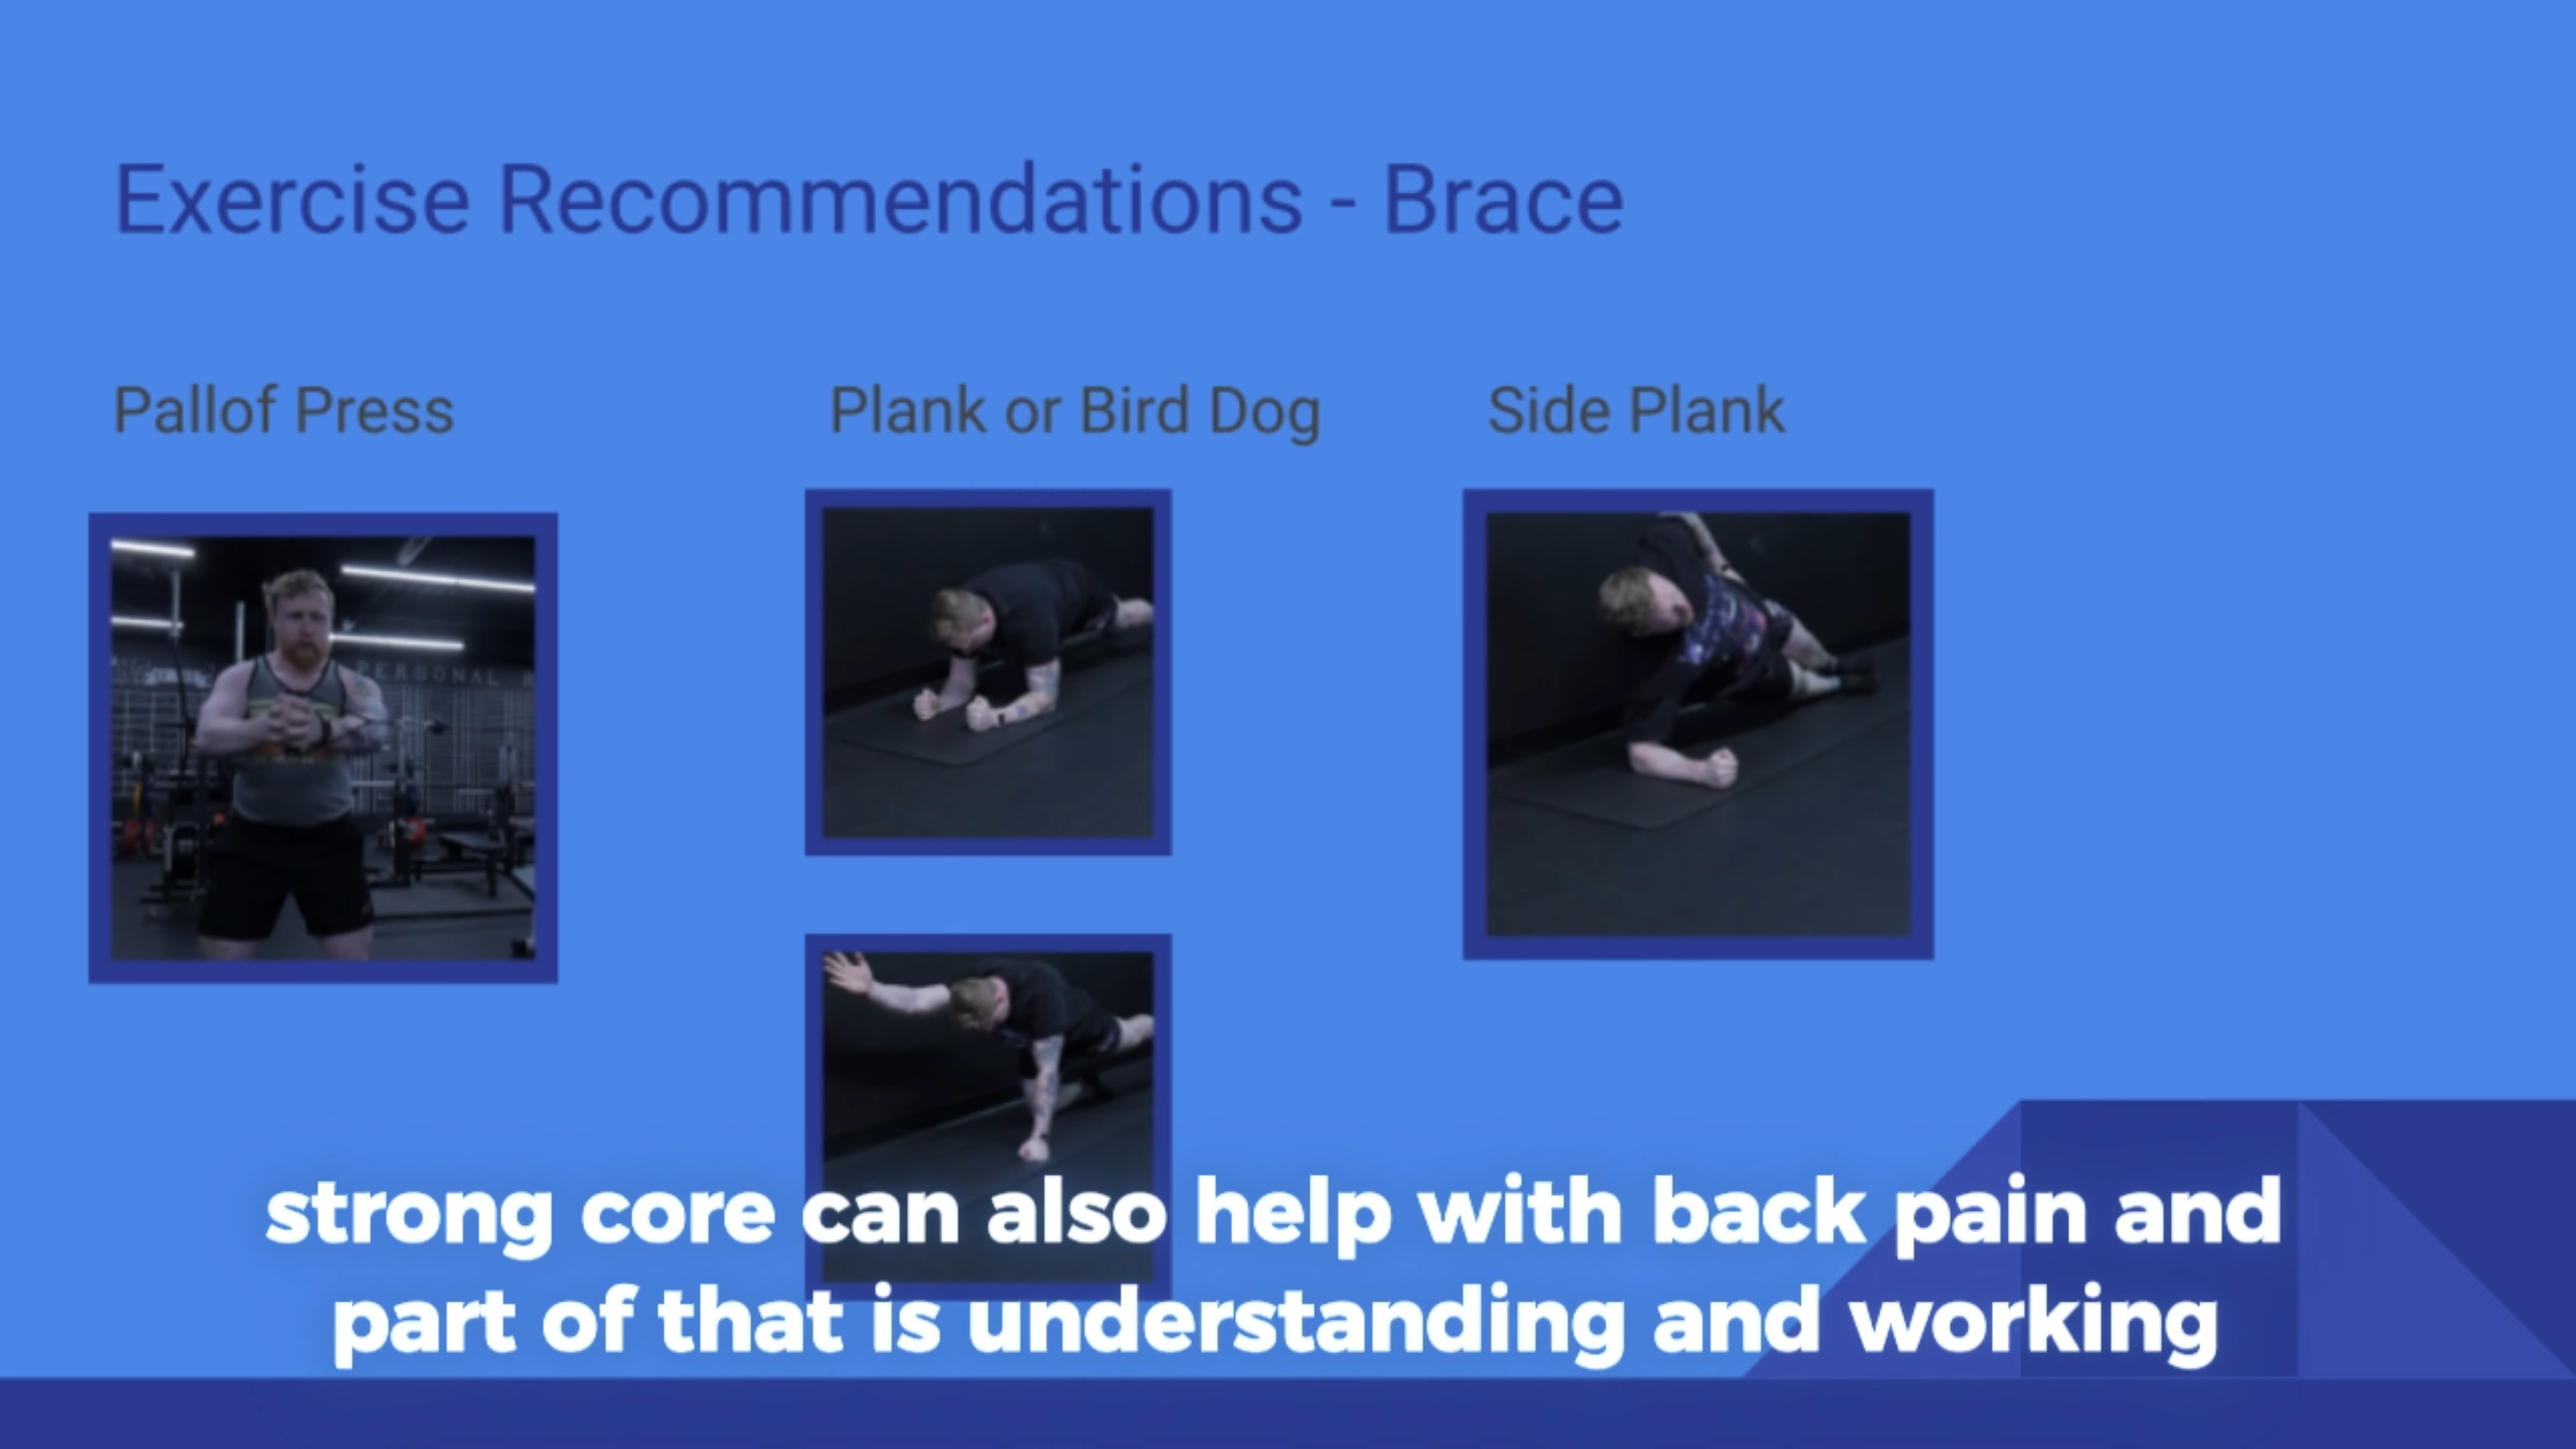 Exercise Recommendations - Brace
Pallof Press
Plank or Bird Dog
Side Plank
PERSONAL R
strong core can also help with back pain and
part of that is understanding and working